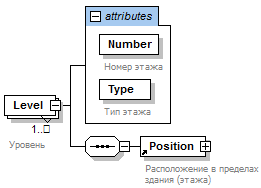 attributes
Number
Номер этажа
Type
Тип этажа
Level
1..
Уровень
Position
Расположение в пределах
здания (этажа)